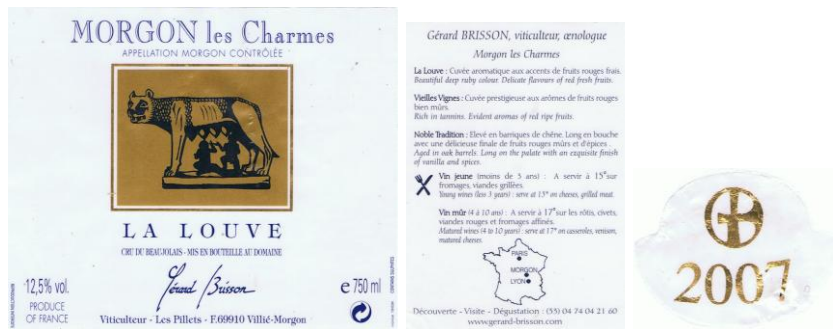 MORGON les Charmes
APPELLATION MORGON CONTRÔLÉE
LA LOUVE
CRU DU BEAUJOLAIS - MIS EN BOUTEILLE AU DOMAINE
12,5% vol.
PRODUCE
OF FRANCE
Gérard Brisson
e 750 ml
Viticulteur - Les Pillets - F.69910 Villié-Morgon
Gérard BRISSON, viticulteur, œnologue
Morgon les Charmes
La Louve : Cuvée aromatique aux accents de fruits rouges frais.
Beautiful deep ruby colour. Delicate flavours of red fresh fruits.
Vieilles Vignes : Cuvée prestigieuse aux arômes de fruits rouges
bien mûrs.
Rich in tannins. Evident aromas of red ripe fruits.
Noble Tradition : Elevé en barriques de chêne. Long en bouche
avec une délicieuse finale de fruits rouges mûrs et d'épices .
Aged in oak barrels. Long on the palate with an exquisite finish
of vanilla and spices.
Vin jeune (moins de 3 ans) : A servir à 15° sur
fromages, viandes grillées.
Young wines (less 3 years) : serve at 15° on cheeses, grilled meat.
Vin mûr (4 à 10 ans) : A servir à 17° sur les rôtis, civets,
viandes rouges et fromages affinés.
Matured wines (4 to 10 years) : serve at 17° on casseroles, venison,
matured cheeses.
PARIS
MORGON
LYON
Découverte - Visite - Dégustation : (33) 04 74 04 21 60
www.gerard-brisson.com
2007